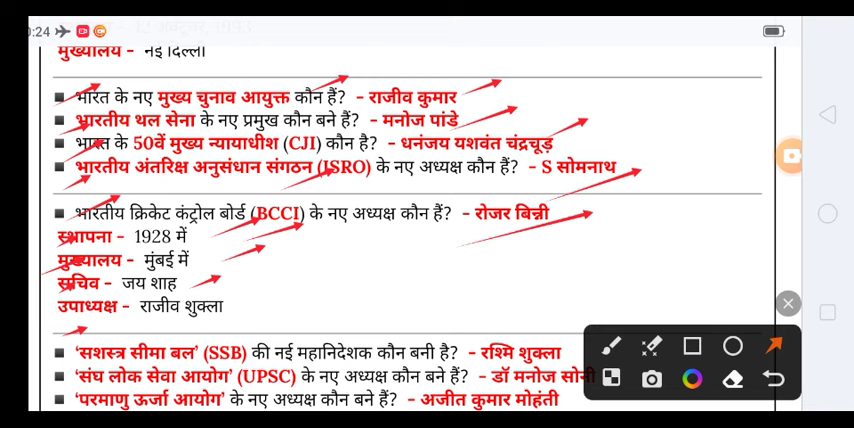 :24
मुख्यालय - नई दिल्ली
भारत के नए मुख्य चुनाव आयुक्त कौन हैं? - राजीव कुमार
भारतीय थल सेना के नए प्रमुख कौन बने हैं? - मनोज पांडे
भारत के 50वें मुख्य न्यायाधीश (CJI) कौन है? - धनंजय यशवंत चंद्रचूड़
भारतीय अंतरिक्ष अनुसंधान संगठन (ISRO) के नए अध्यक्ष कौन हैं? - S सोमनाथ
भारतीय क्रिकेट कंट्रोल बोर्ड (BCCI) के नए अध्यक्ष कौन हैं? - रोजर बिन्नी
स्थापना - 1928 में
मुख्यालय - मुंबई में
सचिव - जय शाह
उपाध्यक्ष - राजीव शुक्ला
‘सशस्त्र सीमा बल’ (SSB) की नई महानिदेशक कौन बनी है? - रश्मि शुक्ला
‘संघ लोक सेवा आयोग’ (UPSC) के नए अध्यक्ष कौन बने हैं? - डॉ मनोज सोनी
‘परमाणु ऊर्जा आयोग’ के नए अध्यक्ष कौन बने हैं? - अजीत कुमार मोहंती